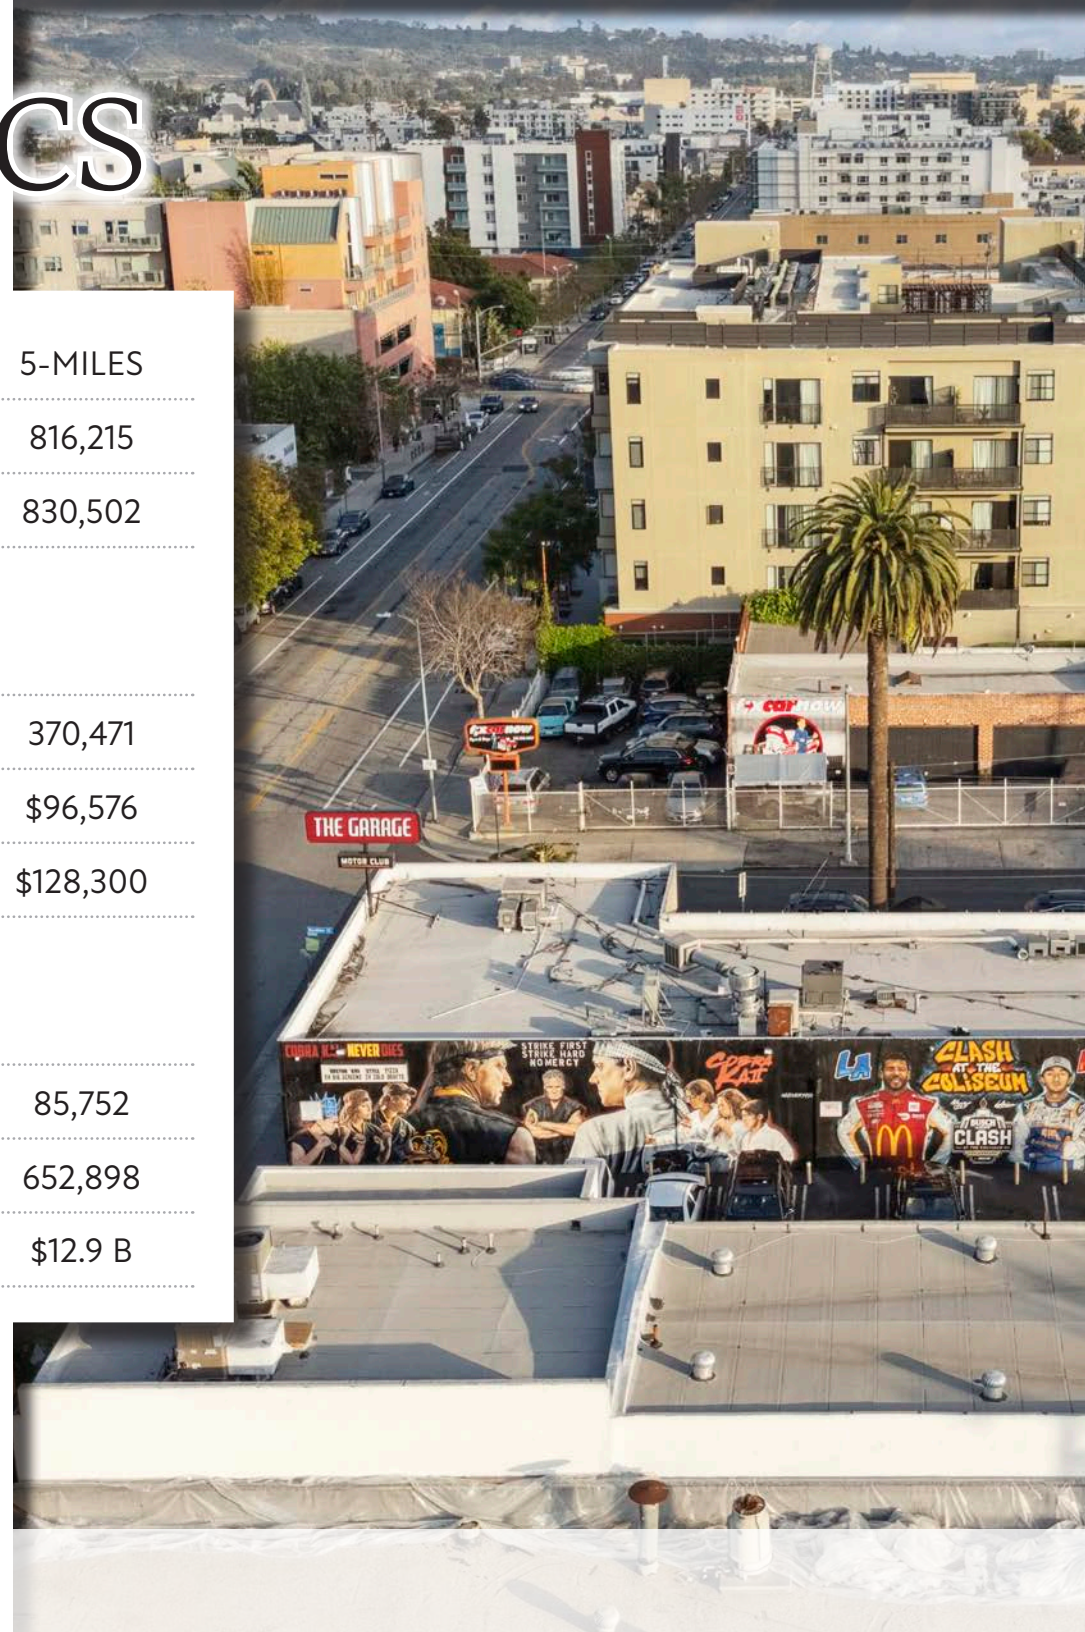 CS
5-MILES
816,215
830,502
370,471
$96,576
$128,300
85,752
652,898
$12.9 B
THE GARAGE
MOTOR CLUB
COBRA
NEVER DIES
STRIKE FIRST
STRIKE HARD
NO MERCY
COBRA
KAI
LA
CLASH
AT THE
COLISEUM
BUSCH
CLASH